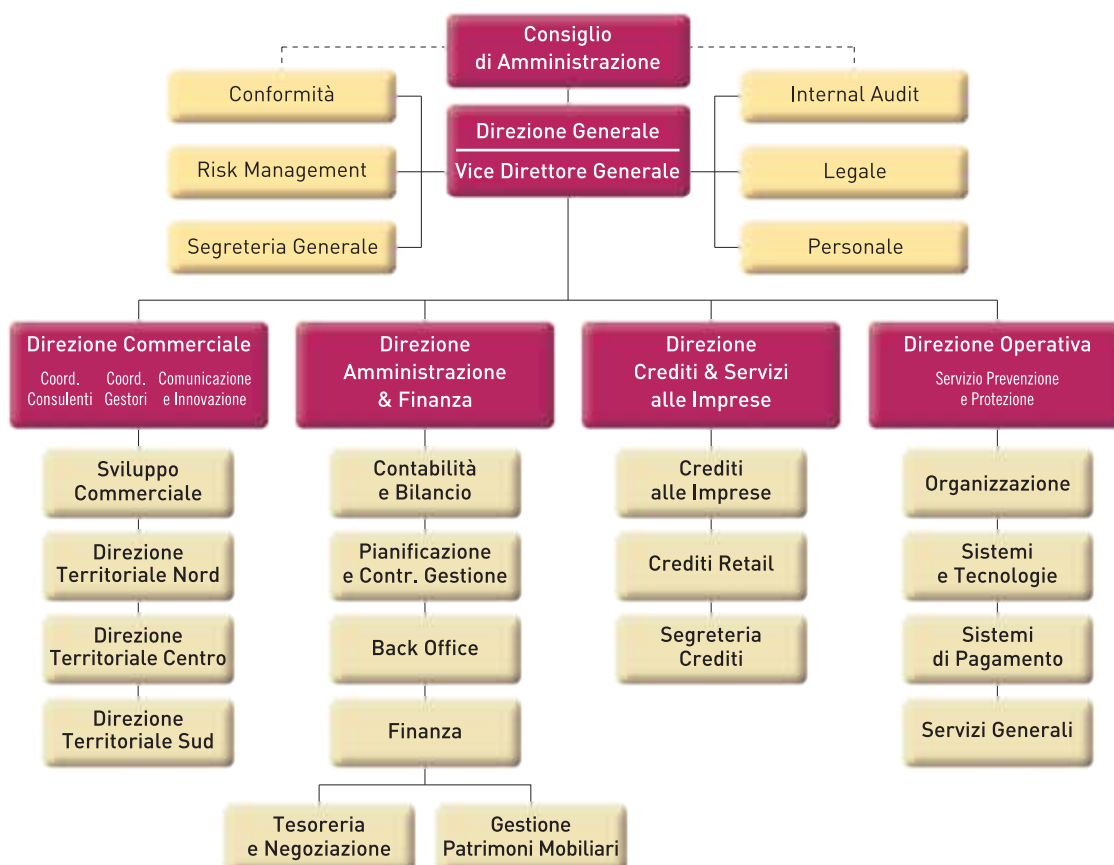 Consiglio
di Amministrazione
Conformità
Internal Audit
Direzione Generale
Vice Direttore Generale
Risk Management
Legale
Segreteria Generale
Personale
Direzione Commerciale
Coord.
Consulenti
Coord.
Gestori
Comunicazione
e Innovazione
Direzione
Amministrazione
& Finanza
Direzione
Crediti & Servizi
alle Imprese
Direzione Operativa
Servizio Prevenzione
e Protezione
Sviluppo
Commerciale
Direzione
Territoriale Nord
Direzione
Territoriale Centro
Direzione
Territoriale Sud
Contabilità
e Bilancio
Pianificazione
e Contr. Gestione
Back Office
Finanza
Tesoreria
e Negoziazione
Gestione
Patrimoni Mobiliari
Crediti
alle Imprese
Crediti Retail
Segreteria
Crediti
Organizzazione
Sistemi
e Tecnologie
Sistemi
di Pagamento
Servizi Generali